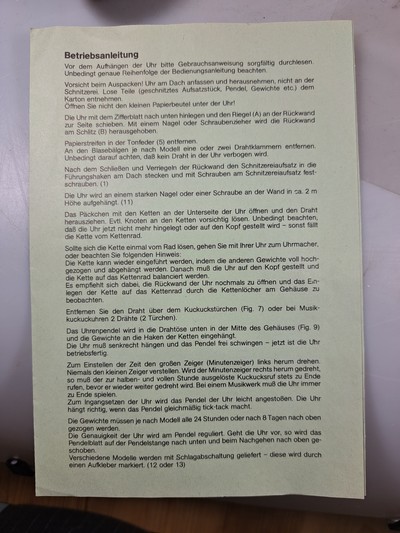 Betriebsanleitung
Vor dem Aufhängen der Uhr bitte Gebrauchsanweisung sorgfältig durchlesen.
Unbedingt genaue Reihenfolge der Bedienungsanleitung beachten.
Vorsicht beim Auspacken! Uhr am Dach anfassen und herausnehmen, nicht an der
Schnitzerei. Lose Teile (geschnitztes Aufsatzstück, Pendel, Gewichte etc.) dem
Karton entnehmen.
Öffnen Sie nicht den kleinen Papierbeutel unter der Uhr!
Die Uhr mit dem Zifferblatt nach unten hinlegen und den Riegel (A) an der Rückwand
zur Seite schieben. Mit einem Nagel oder Schraubenzieher wird die Rückwand
am Schlitz (B) herausgehoben.
Papierstreifen in der Tonfeder (5) entfernen.
An den Blasebälgen je nach Modell eine oder zwei Drahtklammern entfernen.
Unbedingt darauf achten, daß kein Draht in der Uhr verbogen wird.
Nach dem Schließen und Verriegeln der Rückwand den Schnitzereiaufsatz in die
Führungshaken am Dach stecken und mit Schrauben am Schnitzereiaufsatz fest-
schrauben. (1)
Die Uhr wird an einem starken Nagel oder einer Schraube an der Wand in ca. 2 m
Höhe aufgehängt. (11)
Das Päckchen mit den Ketten an der Unterseite der Uhr öffnen und den Draht
herausziehen. Evtl. Knoten an den Ketten vorsichtig lösen. Unbedingt beachten,
daß die Uhr jetzt nicht mehr hingelegt oder auf den Kopf gestellt wird – sonst fällt
die Kette vom Kettenrad.
Sollte sich die Kette einmal vom Rad lösen, gehen Sie mit Ihrer Uhr zum Uhrmacher,
oder beachten Sie folgenden Hinweis:
Die Kette kann wieder eingeführt werden, indem die anderen Gewichte voll hoch-
gezogen und abgehängt werden. Danach muß die Uhr auf den Kopf gestellt und
die Kette auf das Kettenrad balanciert werden.
Es empfiehlt sich dabei, die Rückwand der Uhr nochmals zu öffnen und das Ein-
legen der Kette auf das Kettenrad durch die Kettenlöcher am Gehäuse zu
beobachten.
Entfernen Sie den Draht über dem Kuckuckstürchen (Fig. 7) oder bei Musik-
kuckuckuhren 2 Drähte (2 Türchen).
Das Uhrenpendel wird in die Drahtöse unten in der Mitte des Gehäuses (Fig. 9)
und die Gewichte an die Haken der Ketten eingehängt.
Die Uhr muß senkrecht hängen und das Pendel frei schwingen – jetzt ist die Uhr
betriebsfertig.
Zum Einstellen der Zeit den großen Zeiger (Minutenzeiger) links herum drehen.
Niemals den kleinen Zeiger verstellen. Wird der Minutenzeiger rechts herum gedreht,
so muß der zur halben- und vollen Stunde ausgelöste Kuckucksruf stets zu Ende
rufen, bevor er wieder weiter gedreht wird. Bei einem Musikwerk muß die Uhr immer
zu Ende spielen.
Zum Ingangsetzen der Uhr wird das Pendel der Uhr leicht angestoßen. Die Uhr
hängt richtig, wenn das Pendel gleichmäßig tick-tack macht.
Die Gewichte müssen je nach Modell alle 24 Stunden oder nach 8 Tagen nach oben
gezogen werden.
Die Genauigkeit der Uhr wird am Pendel reguliert. Geht die Uhr vor, so wird das
Pendelblatt auf der Pendelstange nach unten und beim Nachgehen nach oben ge-
schoben.
Verschiedene Modelle werden mit Schlagabschaltung geliefert – diese wird durch
einen Aufkleber markiert. (12 oder 13)